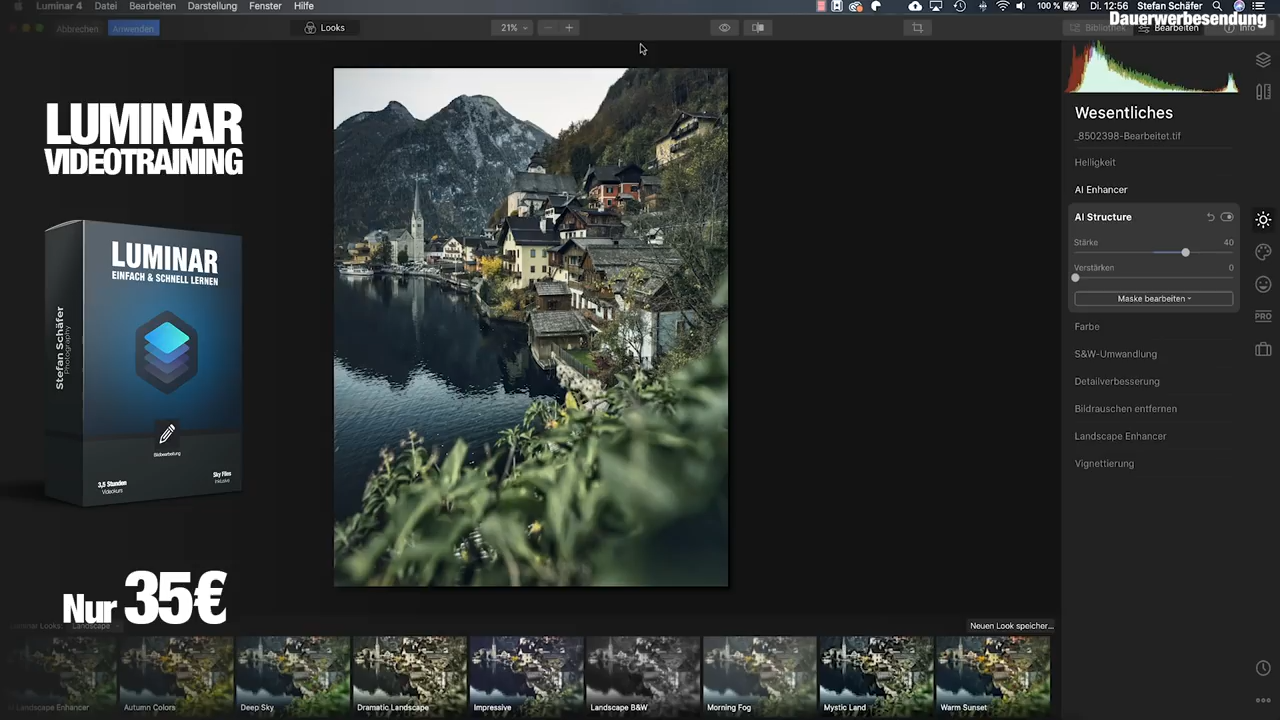 Luminar 4 Datei Bearbeiten Darstellung Fenster Hilfe
100 % Di. 12:56 Stefan Schäfer
Dauerwerbesendung
Abbrechen Anwenden Looks 21% Bibliothek Bearbeiten Info
LUMINAR
VIDEOTRAINING
LUMINAR
EINFACH & SCHNELL LERNEN
Stefan Schäfer
Photography
Bildbearbeitung
3,5 Stunden
Videokurs
Sky Files
Inklusive
Nur 35€
Wesentliches
_8502398-Bearbeitet.tif
Helligkeit
AI Enhancer
AI Structure
Stärke 40
Verstärken 0
Maske bearbeiten
Farbe
S&W-Umwandlung
Detailverbesserung
Bildrauschen entfernen
Landscape Enhancer
Vignettierung
PRO
Luminar Looks: Landscape
Neuen Look speicher...
Landscape Enhancer
Autumn Colors
Deep Sky
Dramatic Landscape
Impressive
Landscape B&W
Morning Fog
Mystic Land
Warm Sunset